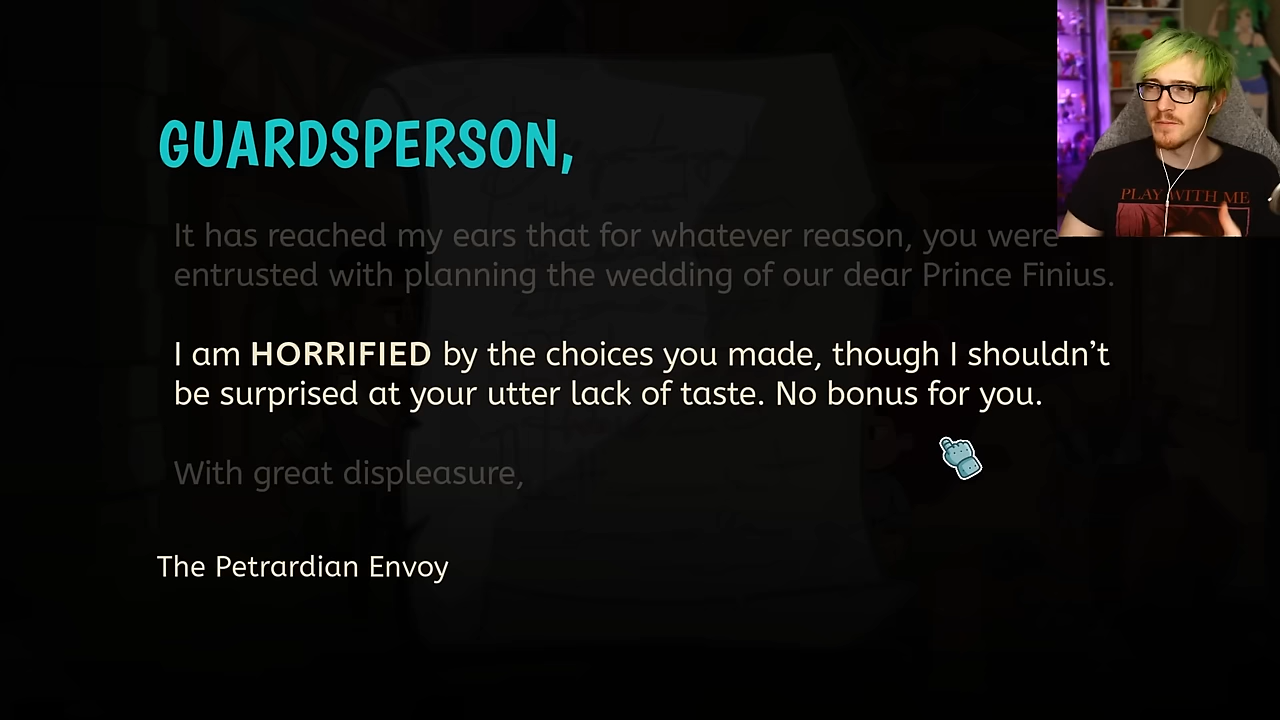 GUARDSPERSON,
It has reached my ears that for whatever reason, you were
entrusted with planning the wedding of our dear Prince Finius.
I am HORRIFIED by the choices you made, though I shouldn't
be surprised at your utter lack of taste. No bonus for you.
With great displeasure,
The Petrardian Envoy
PLAY WITH ME